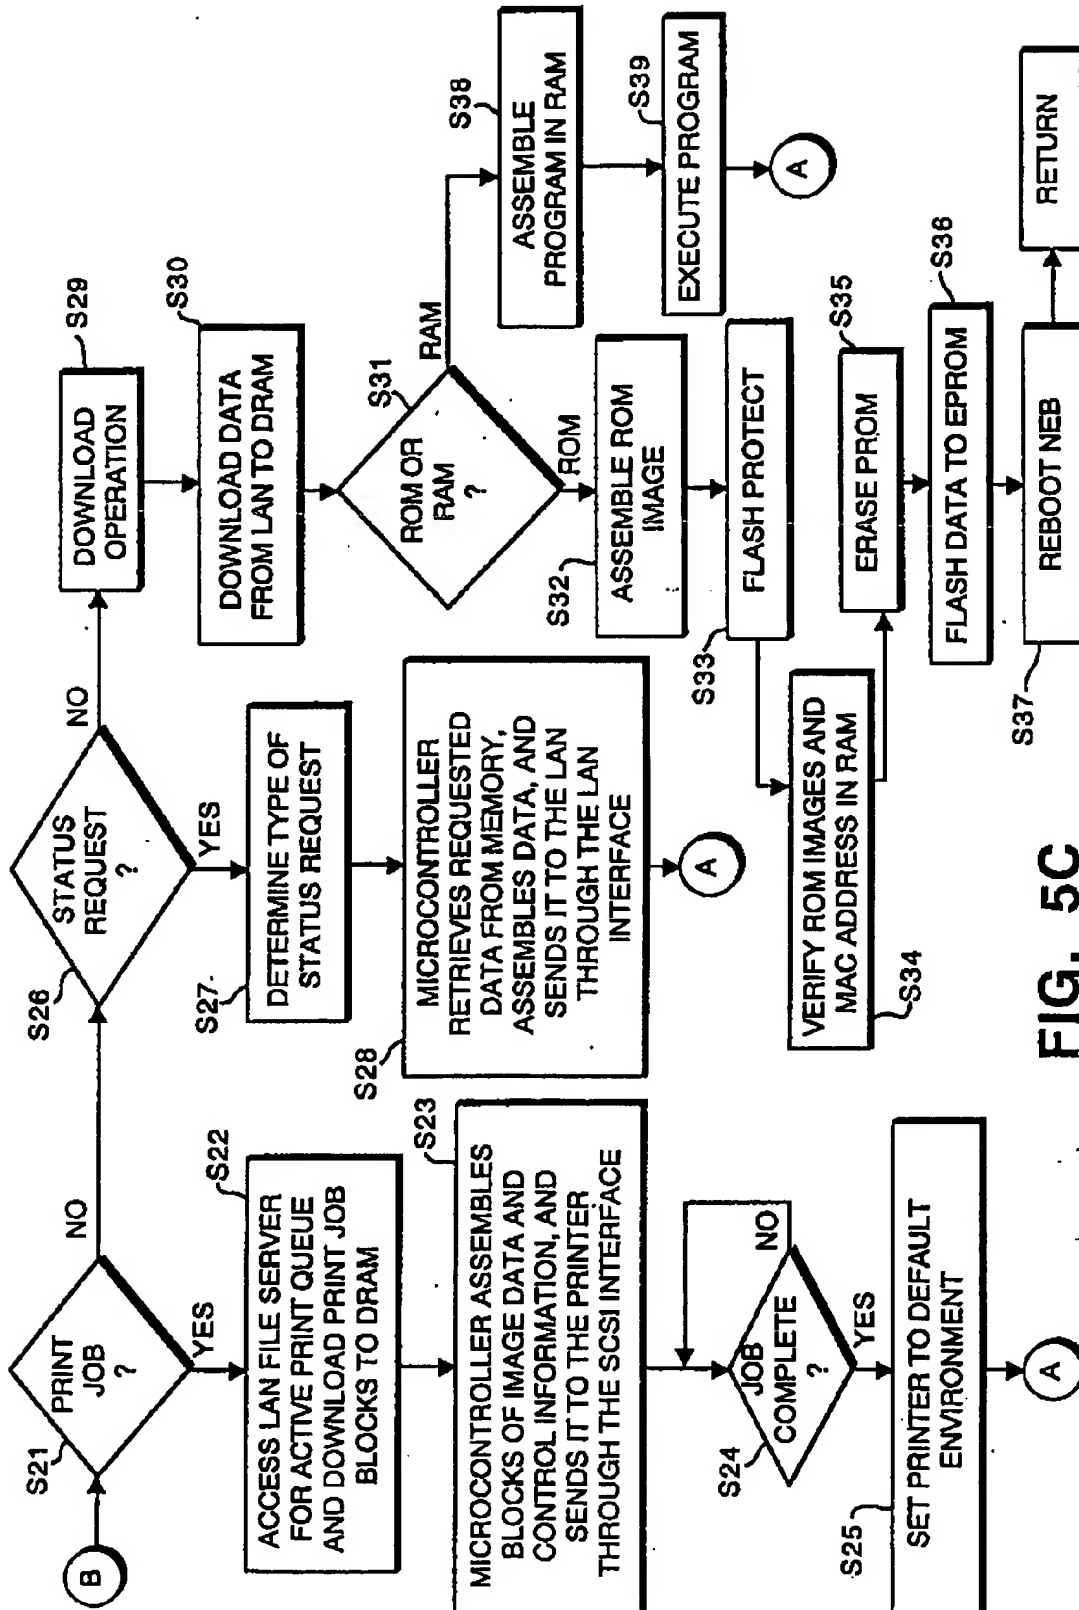 B
S21
PRINT
JOB
?
NO
YES
S22
ACCESS LAN FILE SERVER
FOR ACTIVE PRINT QUEUE
AND DOWNLOAD PRINT JOB
BLOCKS TO DRAM
S23
MICROCONTROLLER ASSEMBLES
BLOCKS OF IMAGE DATA AND
CONTROL INFORMATION, AND
SENDS IT TO THE PRINTER
THROUGH THE SCSI INTERFACE
S24
JOB
COMPLETE
?
NO
YES
S25
SET PRINTER TO DEFAULT
ENVIRONMENT
A
S26
STATUS
REQUEST
?
NO
YES
S27
DETERMINE TYPE OF
STATUS REQUEST
S28
MICROCONTROLLER
RETRIEVES REQUESTED
DATA FROM MEMORY,
ASSEMBLES DATA, AND
SENDS IT TO THE LAN
THROUGH THE LAN
INTERFACE
A
S29
DOWNLOAD
OPERATION
S30
DOWNLOAD DATA
FROM LAN TO DRAM
S31
ROM OR
RAM
?
RAM
ROM
S32
ASSEMBLE ROM
IMAGE
S33
FLASH PROTECT
S34
VERIFY ROM IMAGES AND
MAC ADDRESS IN RAM
S35
ERASE PROM
S36
FLASH DATA TO EPROM
S37
REBOOT NEB
RETURN
S38
ASSEMBLE
PROGRAM IN RAM
S39
EXECUTE PROGRAM
A
FIG. 5C